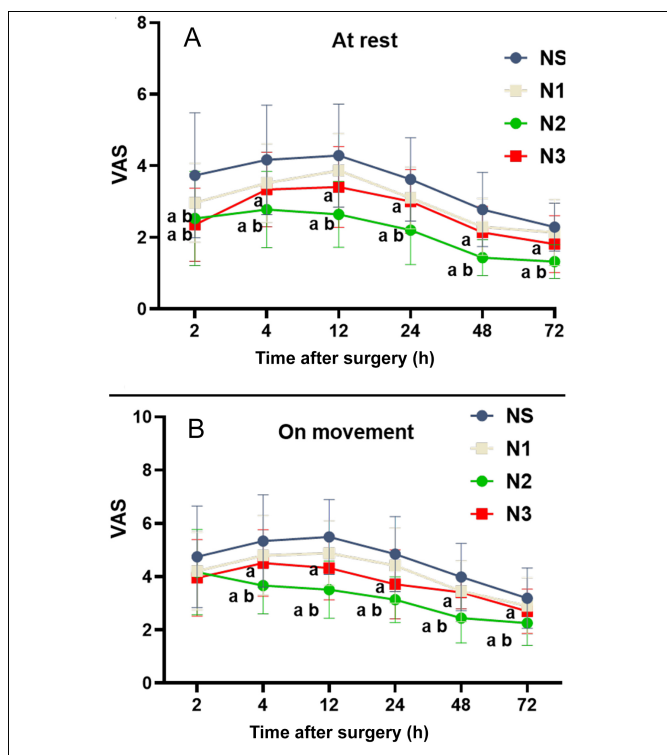 A
At rest
8
6
4
2
0
VAS
NS
N1
N2
N3
a b
a b
a
a b
a
a b
a
a b
a
a b
a
a b
2 4 12 24 48 72
Time after surgery (h)
B
On movement
10
8
6
4
2
0
VAS
NS
N1
N2
N3
a
a b
a
a b
a
a b
a
a b
a
a b
2 4 12 24 48 72
Time after surgery (h)